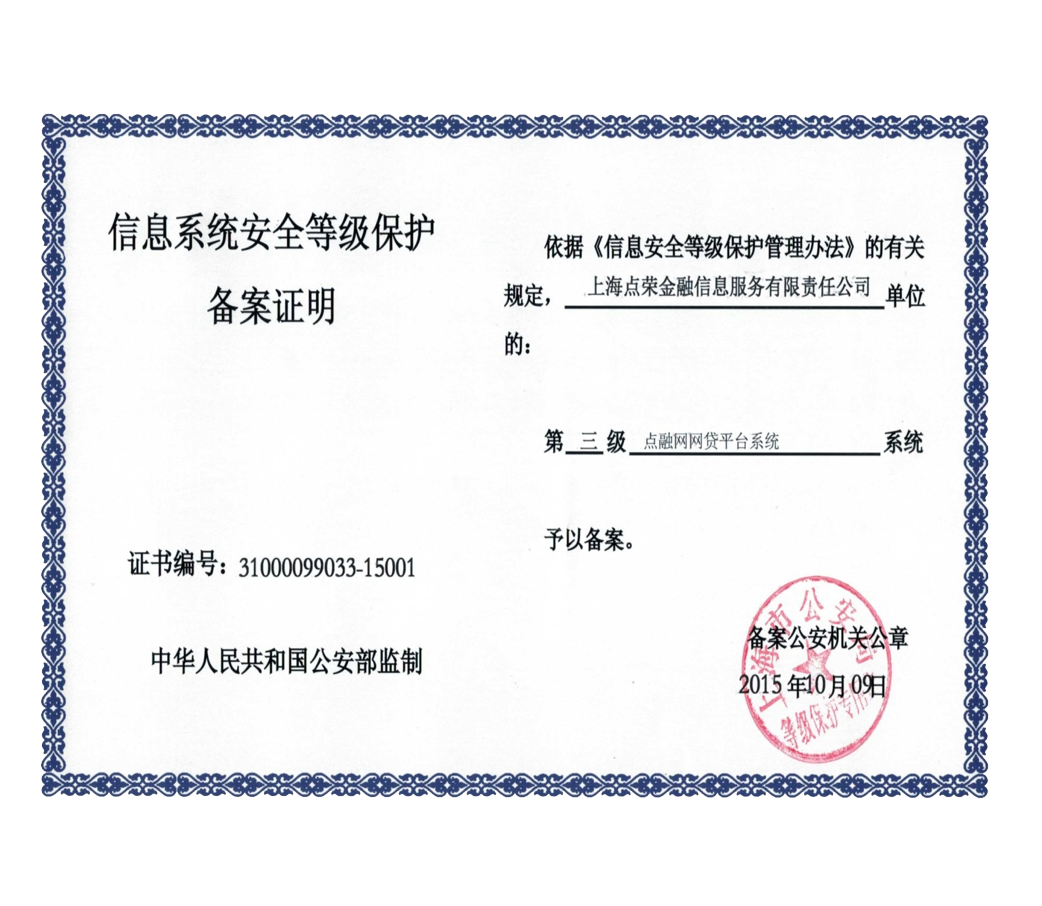 信息系统安全等级保护
备案证明
证书编号：31000099033-15001
中华人民共和国公安部监制
依据《信息安全等级保护管理办法》的有关
规定，上海点荣金融信息服务有限责任公司单位
的：
第三级 点融网网贷平台系统 系统
予以备案。
备案公安机关公章
2015年10月09日
上海市公安局
等级保护专用